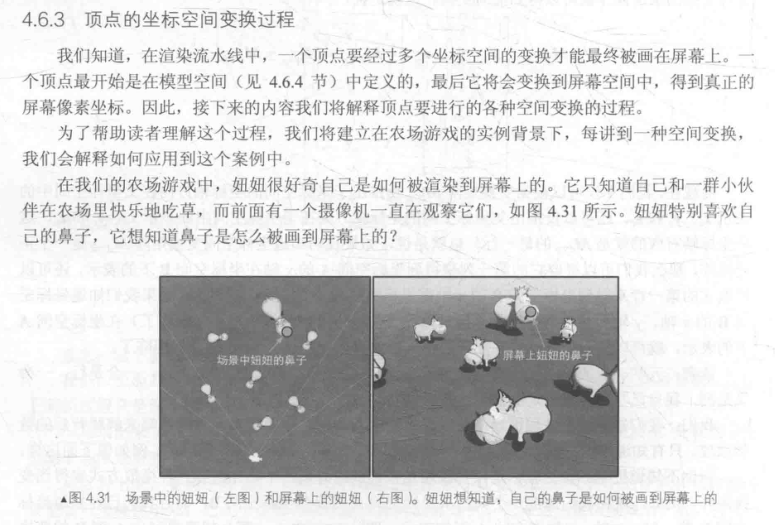 4.6.3 顶点的坐标空间变换过程
我们知道,在渲染流水线中,一个顶点要经过多个坐标空间的变换才能最终被画在屏幕上。一
个顶点最开始是在模型空间(见 4.6.4 节)中定义的,最后它将会变换到屏幕空间中,得到真正的
屏幕像素坐标。因此,接下来的内容我们将解释顶点要进行的各种空间变换的过程。
为了帮助读者理解这个过程,我们将建立在农场游戏的实例背景下,每讲到一种空间变换,
我们会解释如何应用到这个案例中。
在我们的农场游戏中,妞妞很好奇自己是如何被渲染到屏幕上的。它只知道自己和一群小伙
伴在农场里快乐地吃草,而前面有一个摄像机一直在观察它们,如图 4.31 所示。妞妞特别喜欢自
己的鼻子,它想知道鼻子是怎么被画到屏幕上的?
场景中妞妞的鼻子
屏幕上妞妞的鼻子
▲图 4.31 场景中的妞妞(左图)和屏幕上的妞妞(右图)。妞妞想知道,自己的鼻子是如何被画到屏幕上的